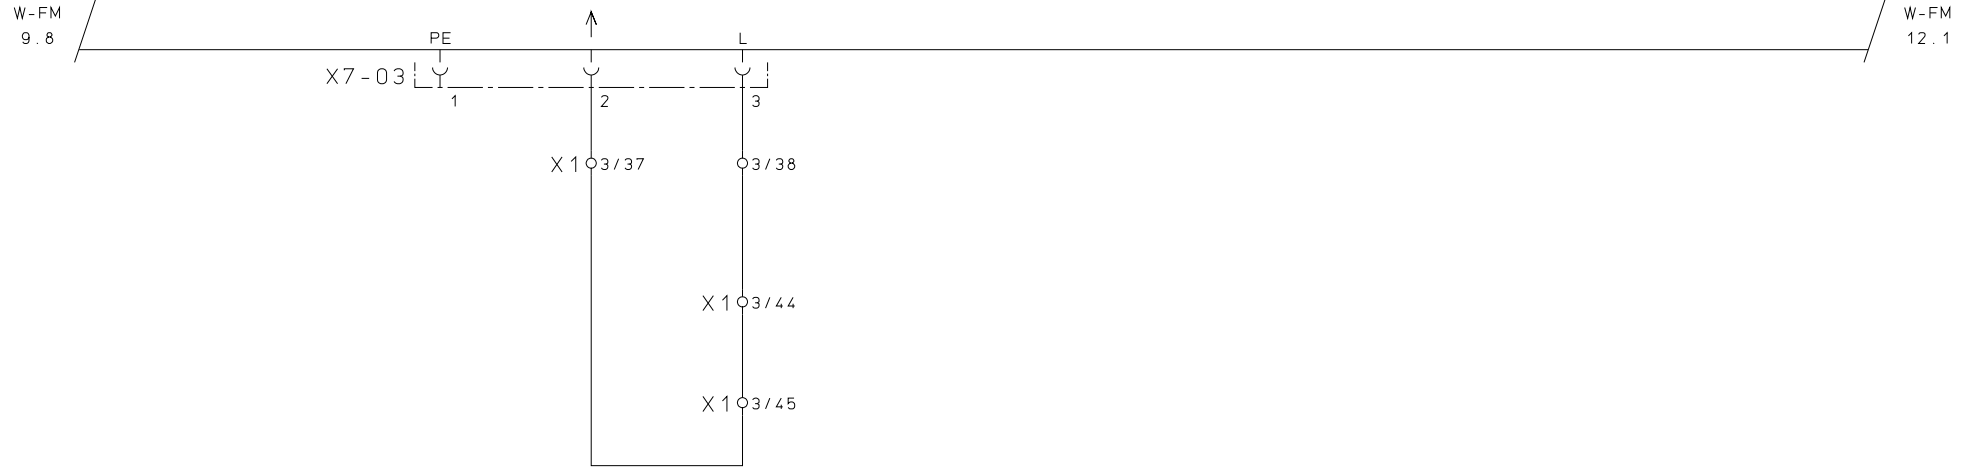 W-FM
9.8
W-FM
12.1
PE
L
X7-03
1
2
3
X1 3/37
3/38
X1 3/44
X1 3/45